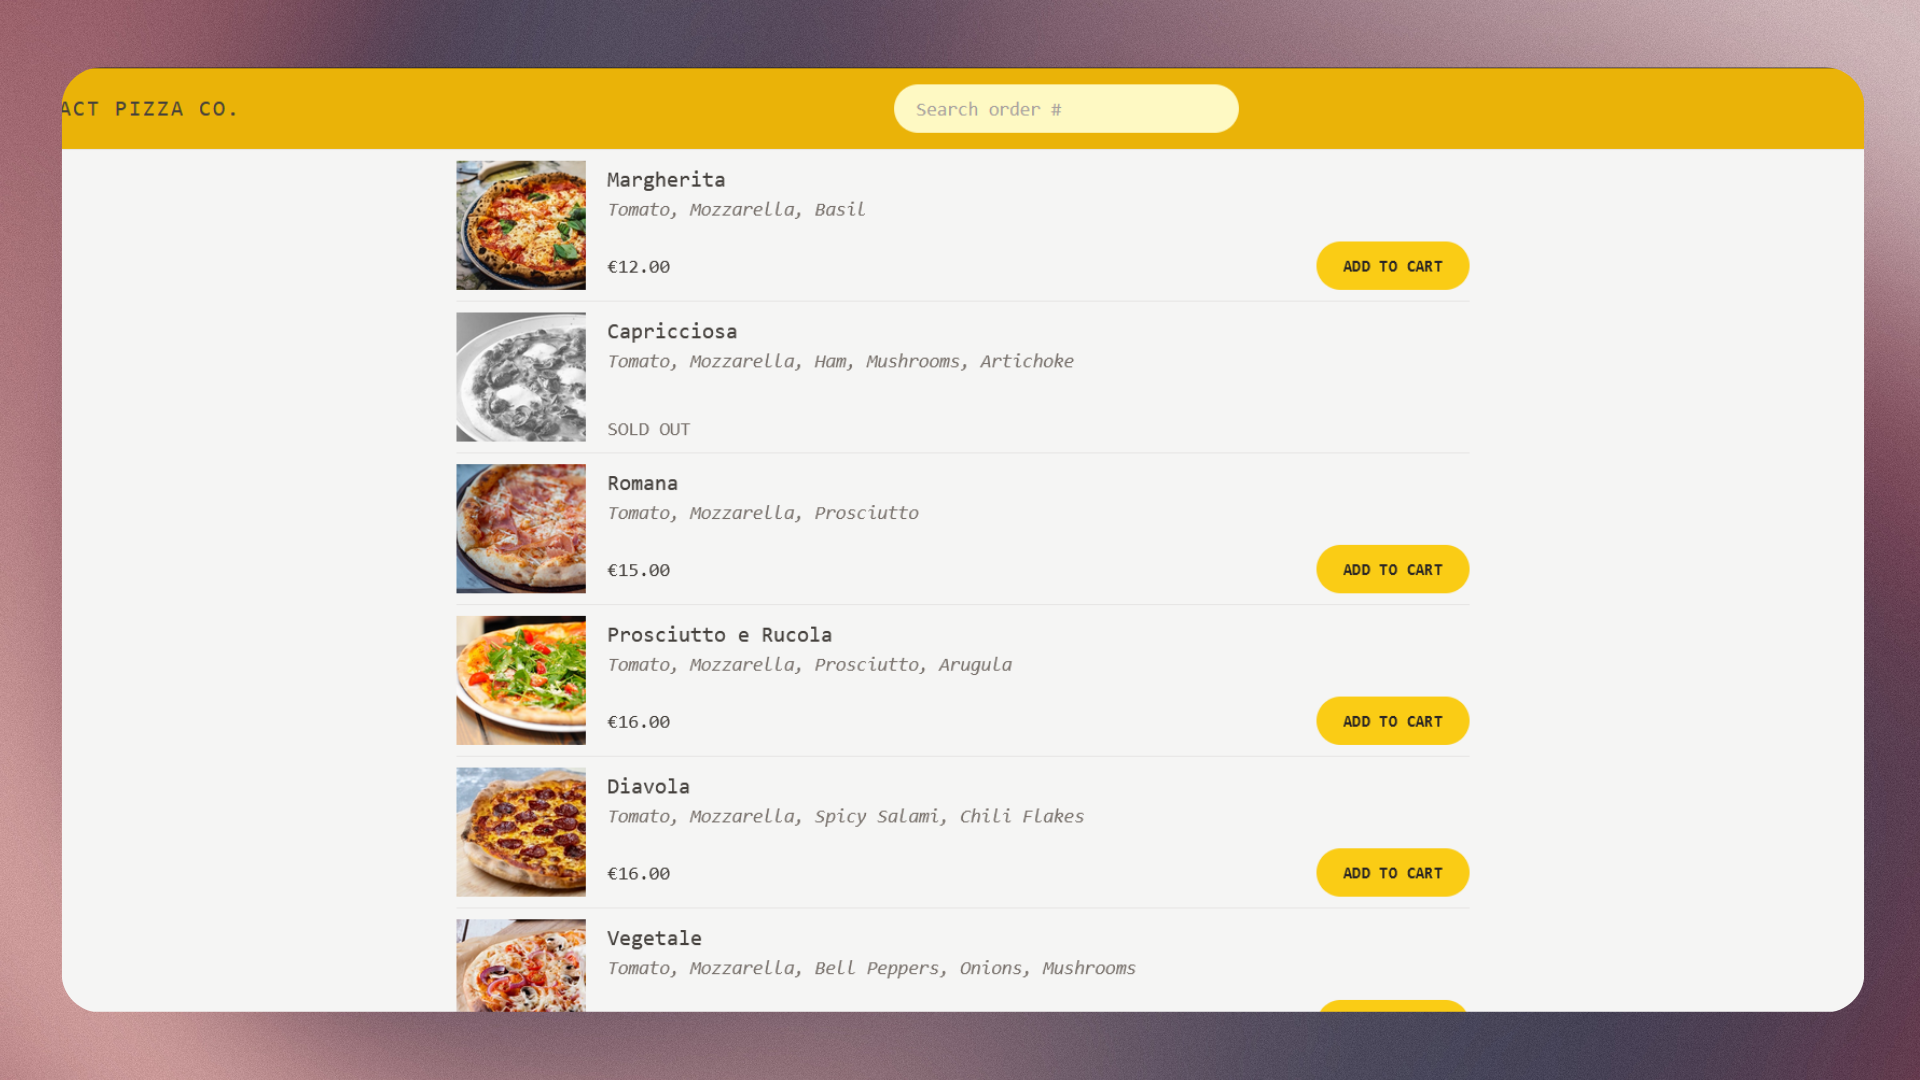 ACT PIZZA CO.
Search order #
Margherita
Tomato, Mozzarella, Basil
€12.00
ADD TO CART
Capricciosa
Tomato, Mozzarella, Ham, Mushrooms, Artichoke
SOLD OUT
Romana
Tomato, Mozzarella, Prosciutto
€15.00
ADD TO CART
Prosciutto e Rucola
Tomato, Mozzarella, Prosciutto, Arugula
€16.00
ADD TO CART
Diavola
Tomato, Mozzarella, Spicy Salami, Chili Flakes
€16.00
ADD TO CART
Vegetale
Tomato, Mozzarella, Bell Peppers, Onions, Mushrooms